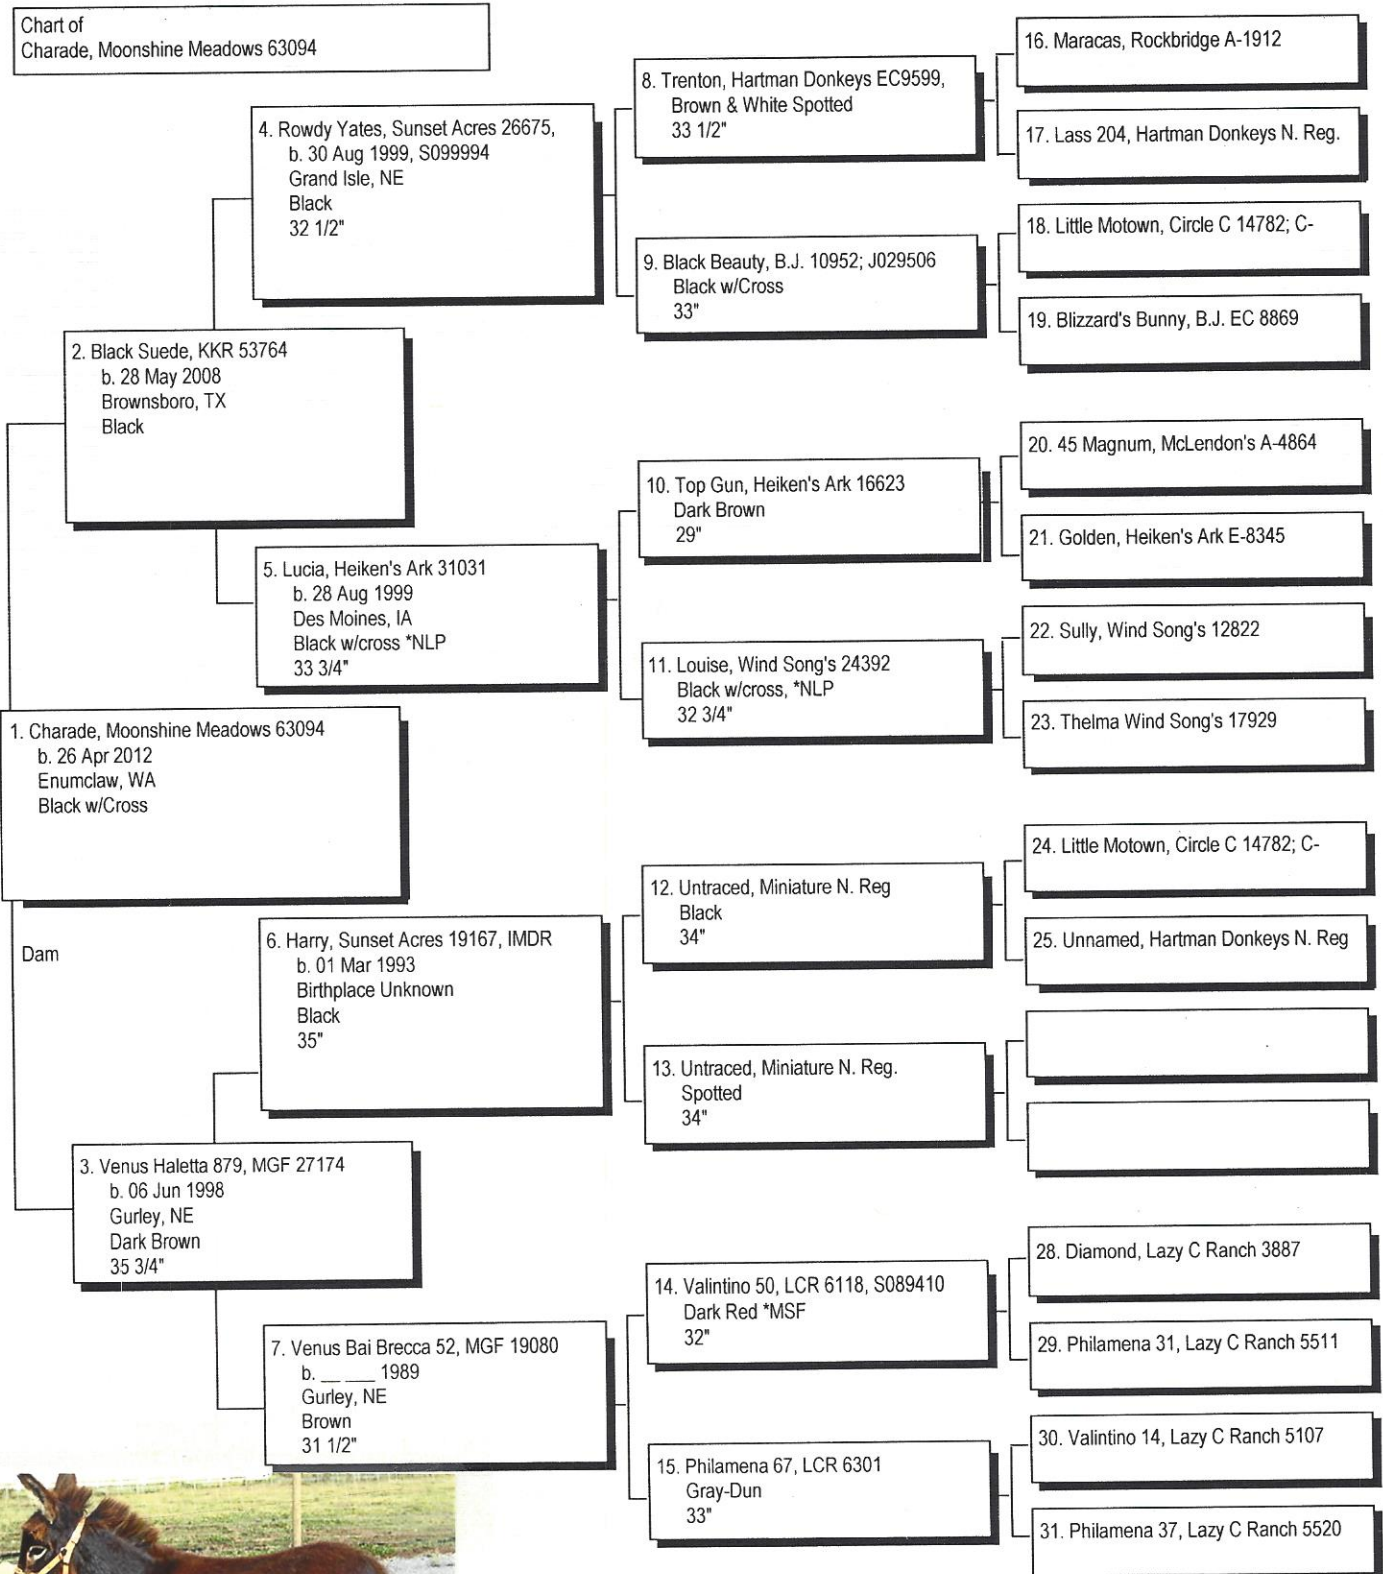 Chart of
Charade, Moonshine Meadows 63094
1. Charade, Moonshine Meadows 63094
b. 26 Apr 2012
Enumclaw, WA
Black w/Cross
Dam
2. Black Suede, KKR 53764
b. 28 May 2008
Brownsboro, TX
Black
3. Venus Haletta 879, MGF 27174
b. 06 Jun 1998
Gurley, NE
Dark Brown
35 3/4"
4. Rowdy Yates, Sunset Acres 26675,
b. 30 Aug 1999, S099994
Grand Isle, NE
Black
32 1/2"
5. Lucia, Heiken's Ark 31031
b. 28 Aug 1999
Des Moines, IA
Black w/cross *NLP
33 3/4"
6. Harry, Sunset Acres 19167, IMDR
b. 01 Mar 1993
Birthplace Unknown
Black
35"
7. Venus Bai Brecca 52, MGF 19080
b. __ ___ 1989
Gurley, NE
Brown
31 1/2"
8. Trenton, Hartman Donkeys EC9599,
Brown & White Spotted
33 1/2"
9. Black Beauty, B.J. 10952; J029506
Black w/Cross
33"
10. Top Gun, Heiken's Ark 16623
Dark Brown
29"
11. Louise, Wind Song's 24392
Black w/cross, *NLP
32 3/4"
12. Untraced, Miniature N. Reg
Black
34"
13. Untraced, Miniature N. Reg.
Spotted
34"
14. Valintino 50, LCR 6118, S089410
Dark Red *MSF
32"
15. Philamena 67, LCR 6301
Gray-Dun
33"
16. Maracas, Rockbridge A-1912
17. Lass 204, Hartman Donkeys N. Reg.
18. Little Motown, Circle C 14782; C-
19. Blizzard's Bunny, B.J. EC 8869
20. 45 Magnum, McLendon's A-4864
21. Golden, Heiken's Ark E-8345
22. Sully, Wind Song's 12822
23. Thelma Wind Song's 17929
24. Little Motown, Circle C 14782; C-
25. Unnamed, Hartman Donkeys N. Reg
28. Diamond, Lazy C Ranch 3887
29. Philamena 31, Lazy C Ranch 5511
30. Valintino 14, Lazy C Ranch 5107
31. Philamena 37, Lazy C Ranch 5520